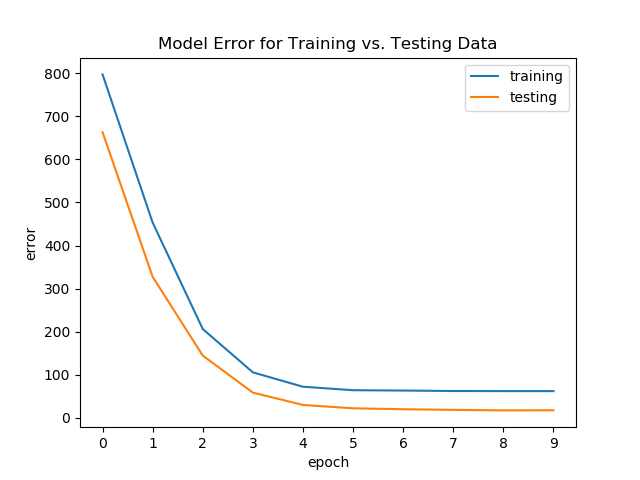 Model Error for Training vs. Testing Data
training
testing
800
700
600
500
400
300
200
100
0
error
0 1 2 3 4 5 6 7 8 9
epoch